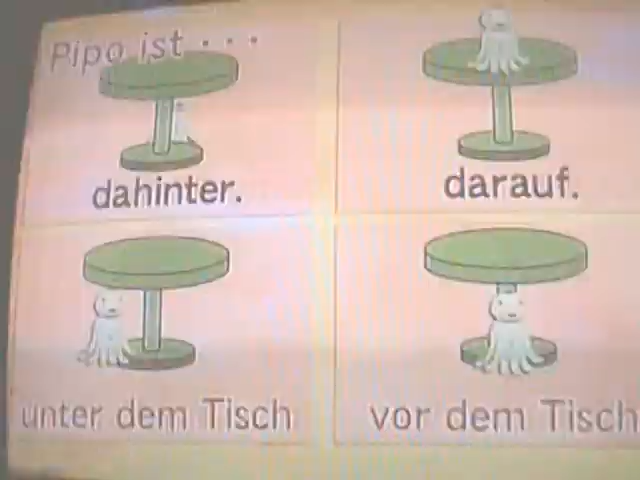 Pipo ist ...
dahinter.
darauf.
unter dem Tisch
vor dem Tisch